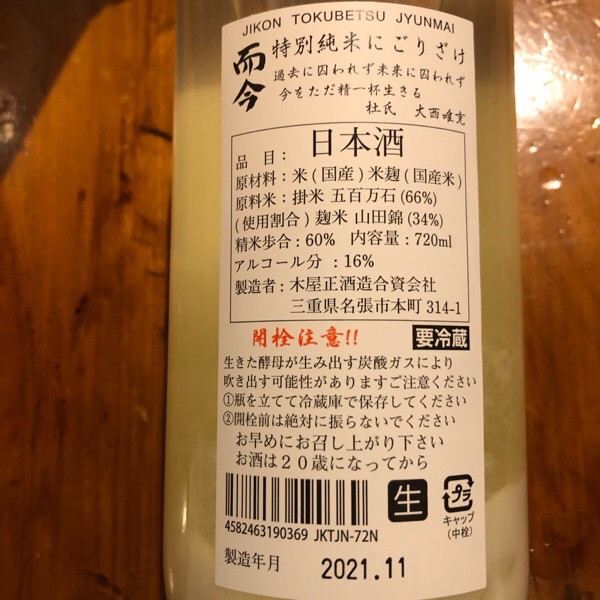 JIKON TOKUBETSU JYUNMAI
而今 特別純米にごりざけ
過去に囚われず未来に囚われず
今をただ精一杯生きる
杜氏 大西唯克
品 目： 日本酒
原材料：米(国産)米麹(国産米)
原料米：掛米 五百万石(66%)
(使用割合) 麹米 山田錦(34%)
精米歩合：60% 内容量：720ml
アルコール分 ：16%
製造者：木屋正酒造合資会社
三重県名張市本町 314-1
開栓注意!! 要冷蔵
生きた酵母が生み出す炭酸ガスにより
吹き出す可能性がありますご注意ください
①瓶を立てて冷蔵庫で保存してください
②開栓前は絶対に振らないでください
お早めにお召し上がり下さい
お酒は20歳になってから
生 プラ
キャップ
(中栓)
4582463190369 JKTJN-72N
製造年月 2021.11